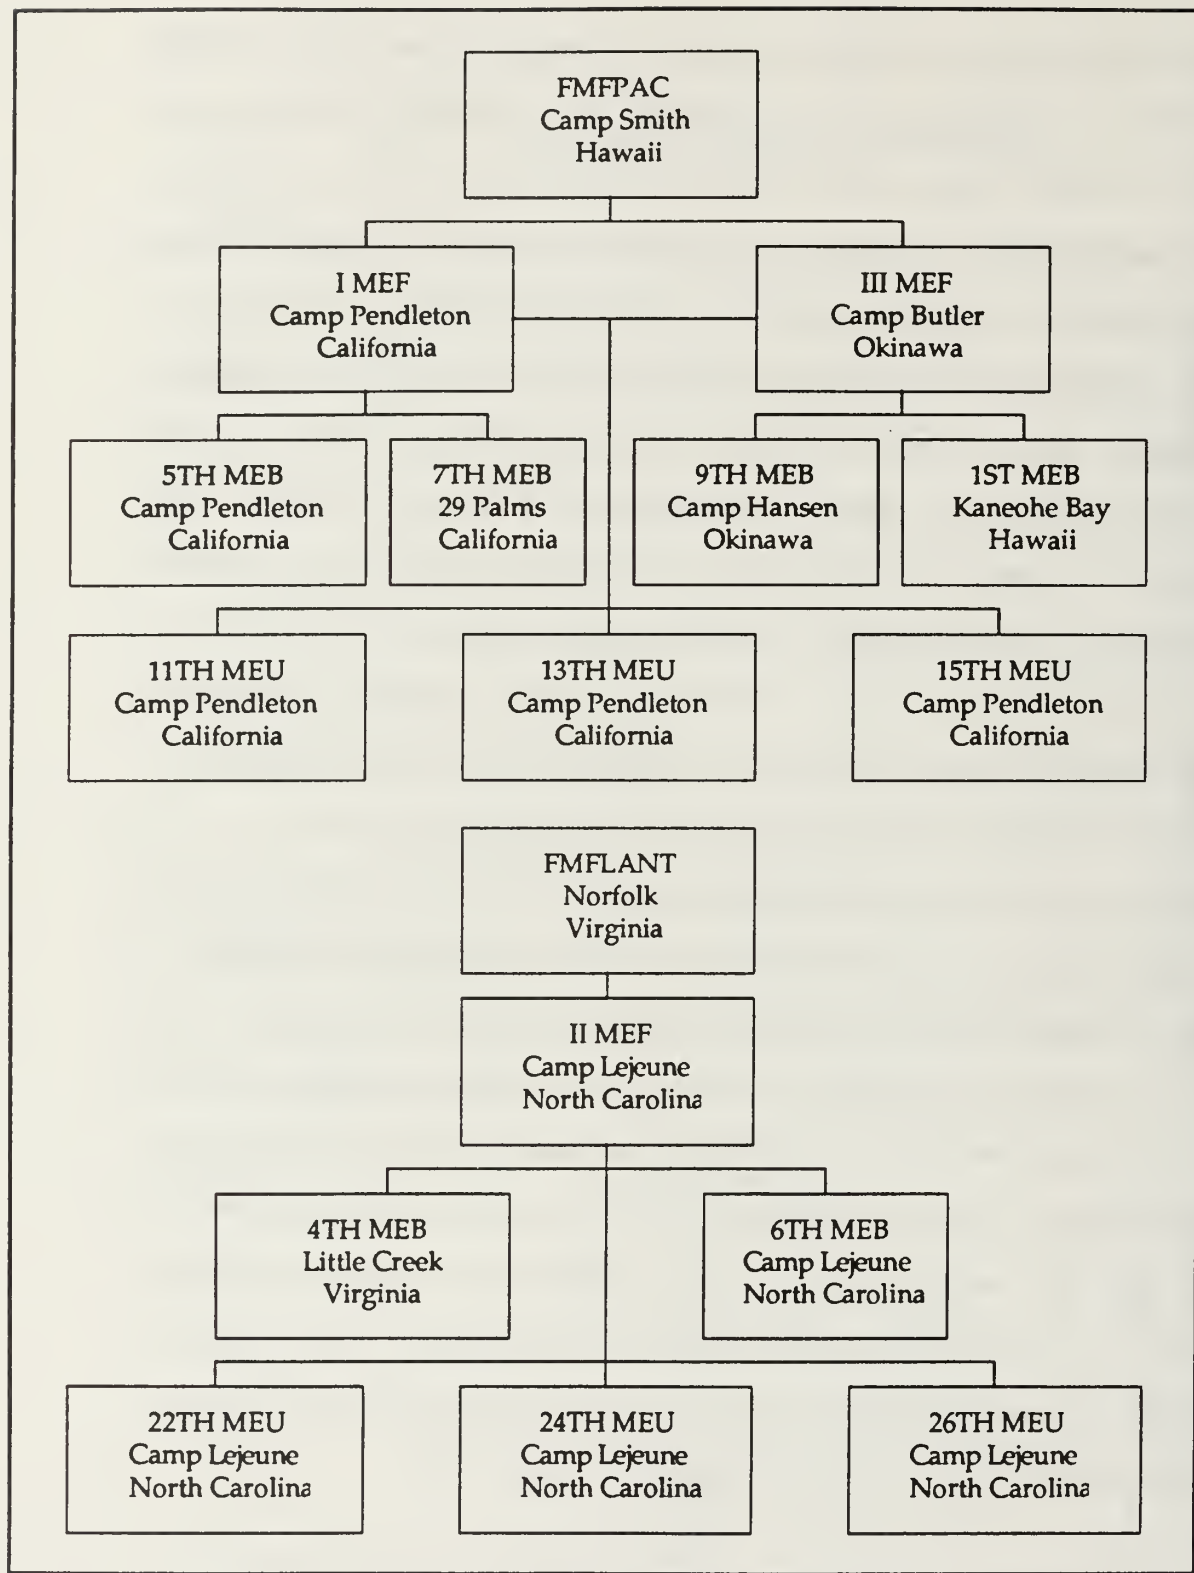 FMFPAC
Camp Smith
Hawaii
I MEF
Camp Pendleton
California
III MEF
Camp Butler
Okinawa
5TH MEB
Camp Pendleton
California
7TH MEB
29 Palms
California
9TH MEB
Camp Hansen
Okinawa
1ST MEB
Kaneohe Bay
Hawaii
11TH MEU
Camp Pendleton
California
13TH MEU
Camp Pendleton
California
15TH MEU
Camp Pendleton
California
FMFLANT
Norfolk
Virginia
II MEF
Camp Lejeune
North Carolina
4TH MEB
Little Creek
Virginia
6TH MEB
Camp Lejeune
North Carolina
22TH MEU
Camp Lejeune
North Carolina
24TH MEU
Camp Lejeune
North Carolina
26TH MEU
Camp Lejeune
North Carolina